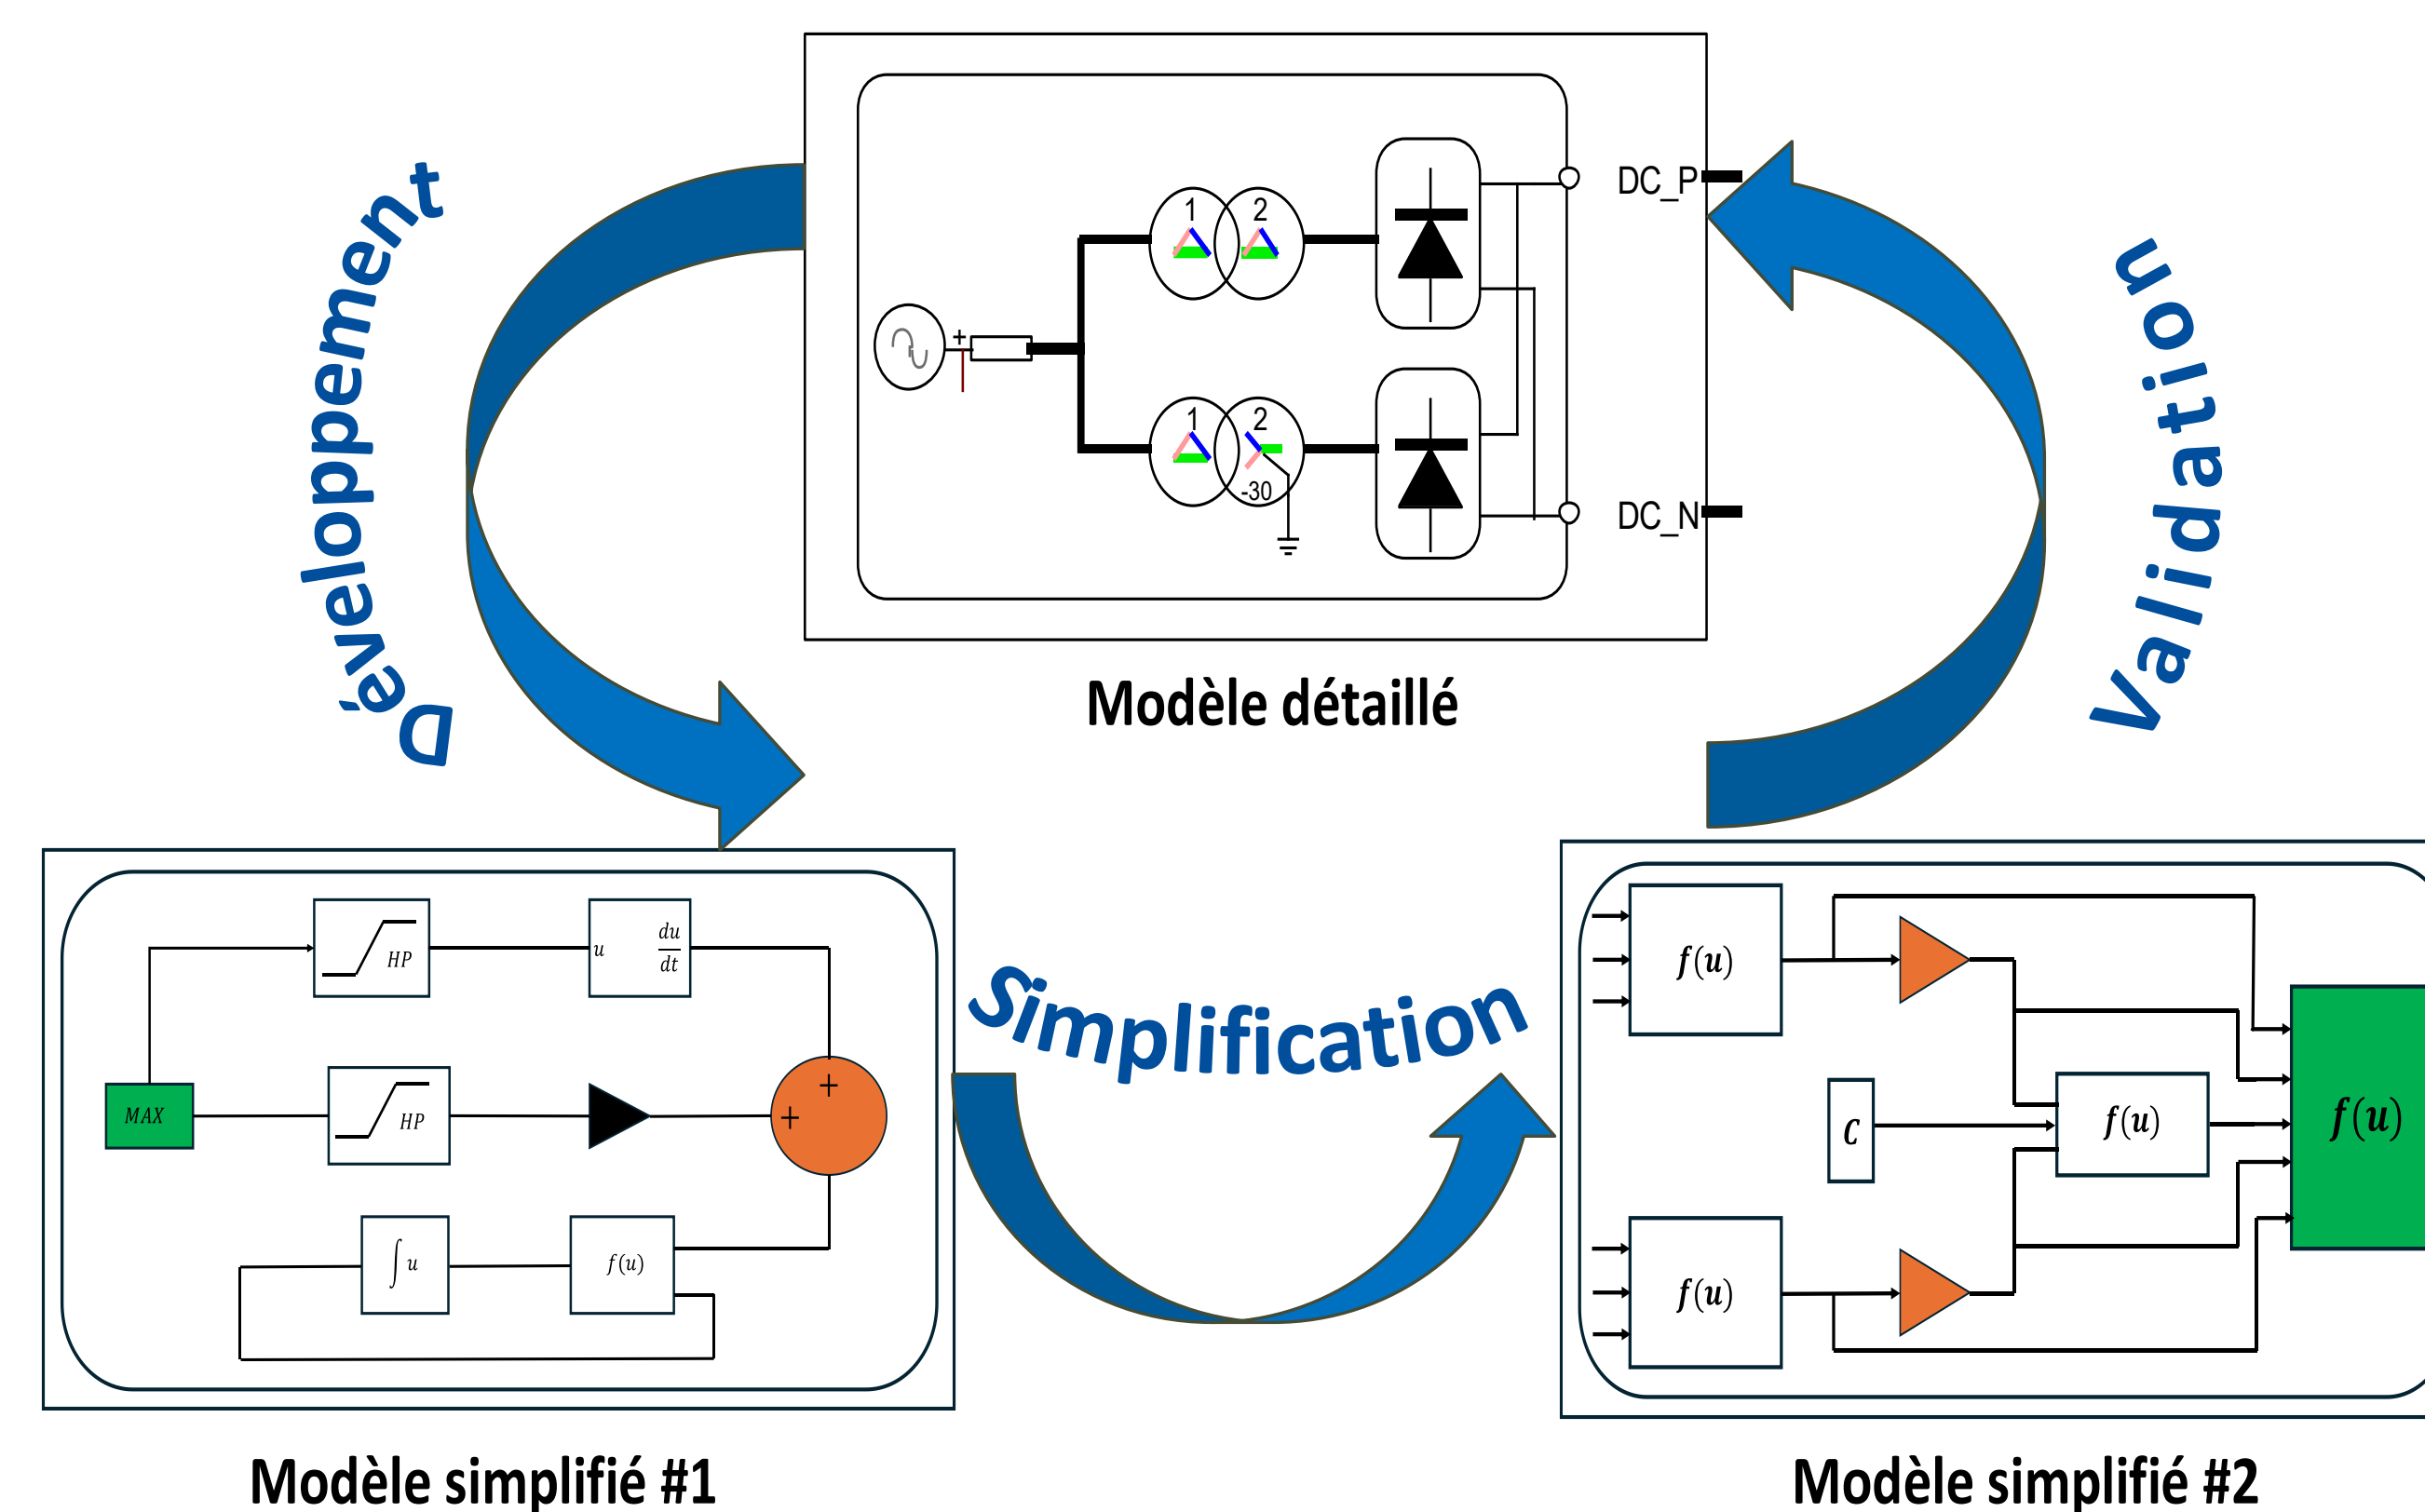 1 2
DC_P
+
1 2
-30
DC_N
Modèle détaillé
Développement
Validation
Simplification
HP
u du/dt
MAX
HP
+
+
∫ u
f(u)
Modèle simplifié #1
f(u)
C
f(u)
f(u)
f(u)
Modèle simplifié #2